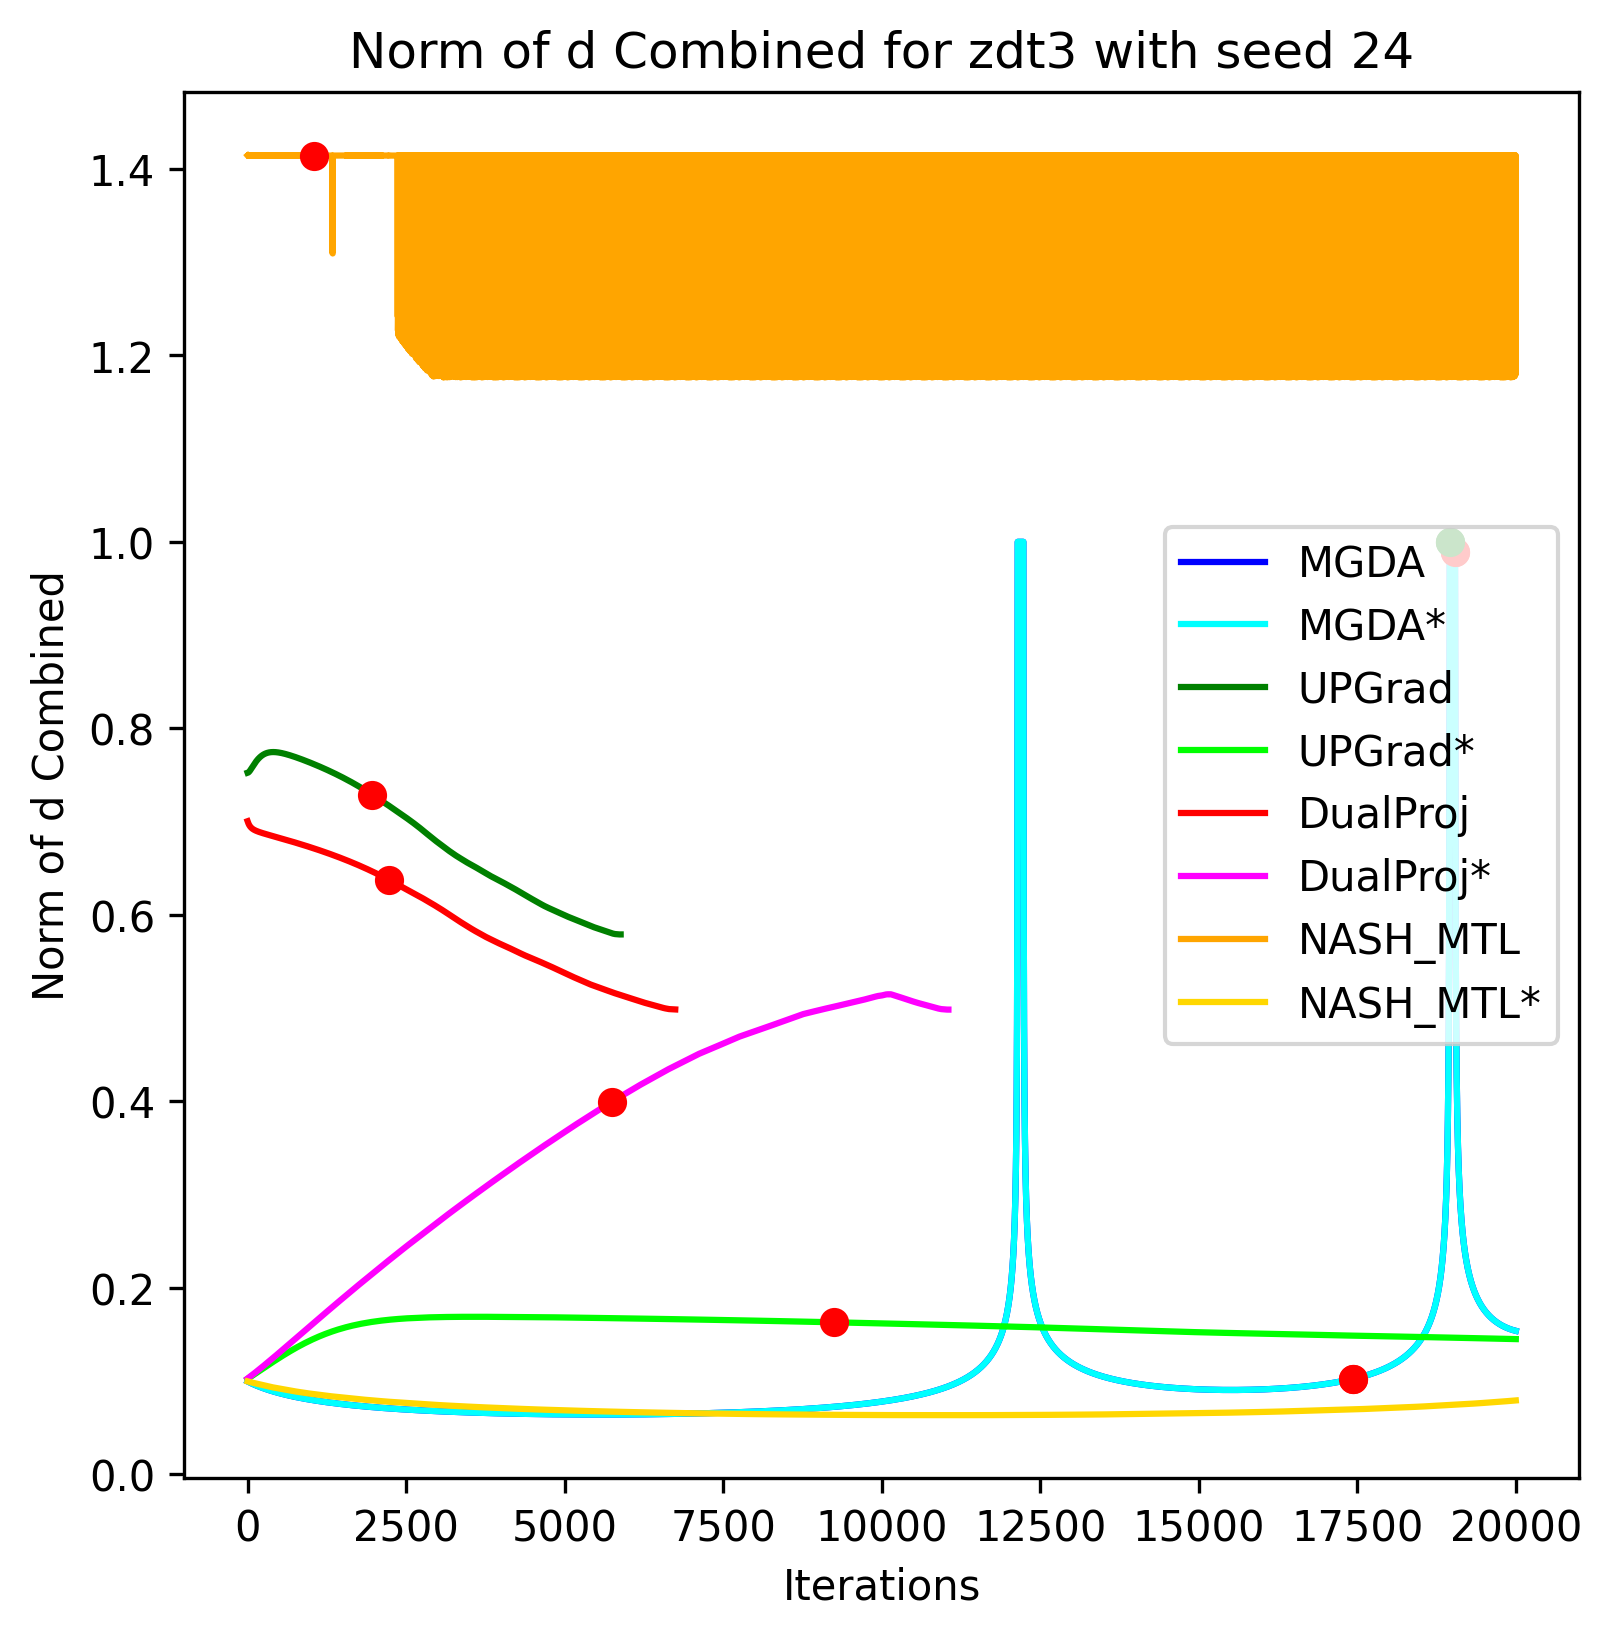 Norm of d Combined for zdt3 with seed 24
Norm of d Combined
1.4
1.2
1.0
0.8
0.6
0.4
0.2
0.0
MGDA
MGDA*
UPGrad
UPGrad*
DualProj
DualProj*
NASH_MTL
NASH_MTL*
0 2500 5000 7500 10000 12500 15000 17500 20000
Iterations